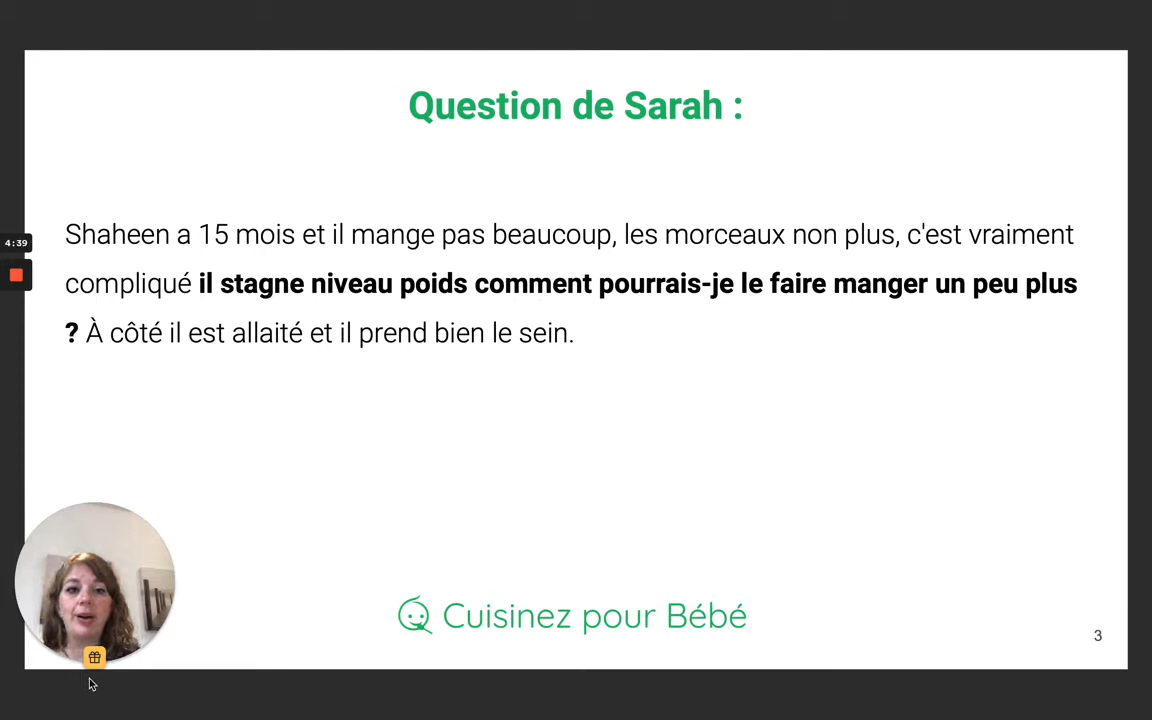 Question de Sarah :
Shaheen a 15 mois et il mange pas beaucoup, les morceaux non plus, c'est vraiment
compliqué il stagne niveau poids comment pourrais-je le faire manger un peu plus
? À côté il est allaité et il prend bien le sein.
4:39
Cuisinez pour Bébé
3